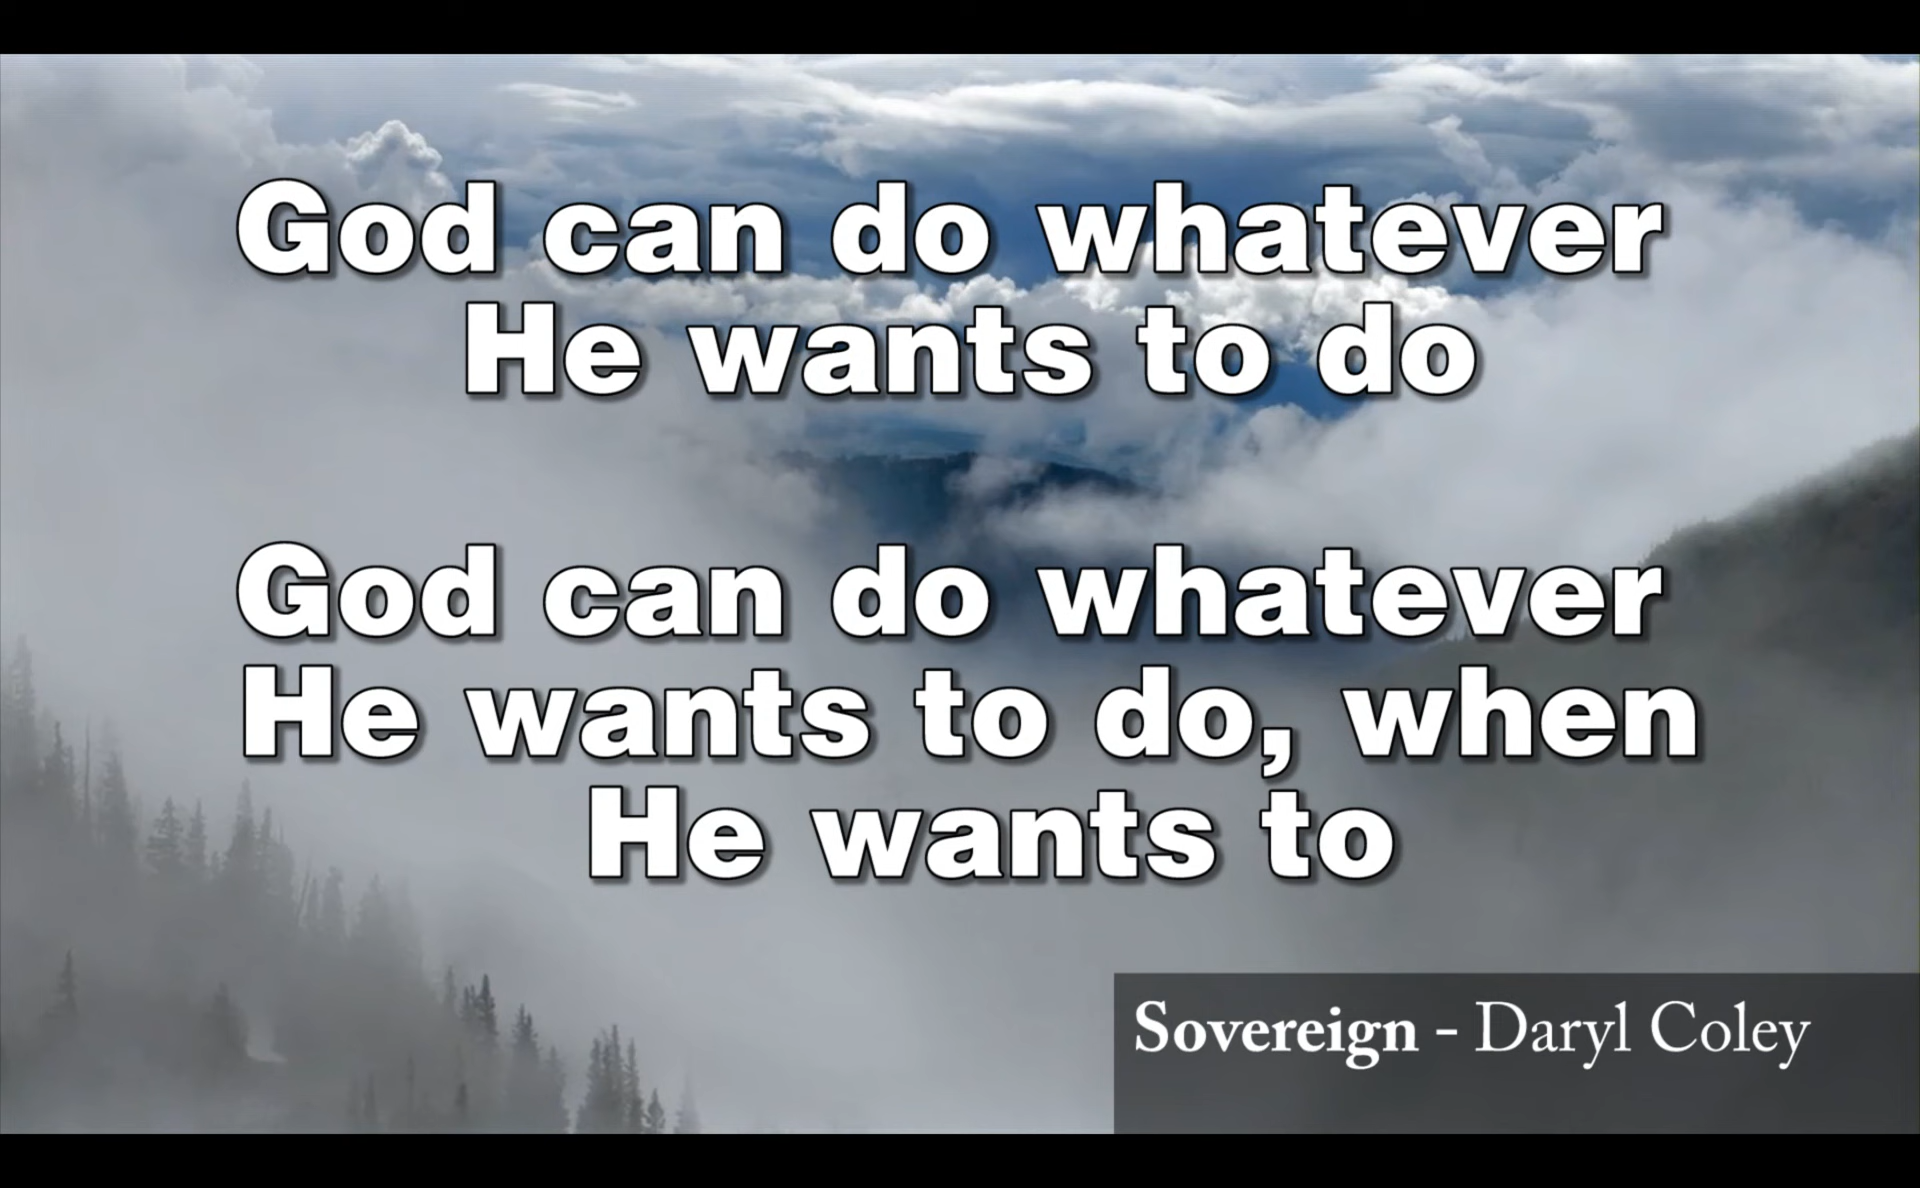 God can do whatever
He wants to do
God can do whatever
He wants to do, when
He wants to
Sovereign - Daryl Coley